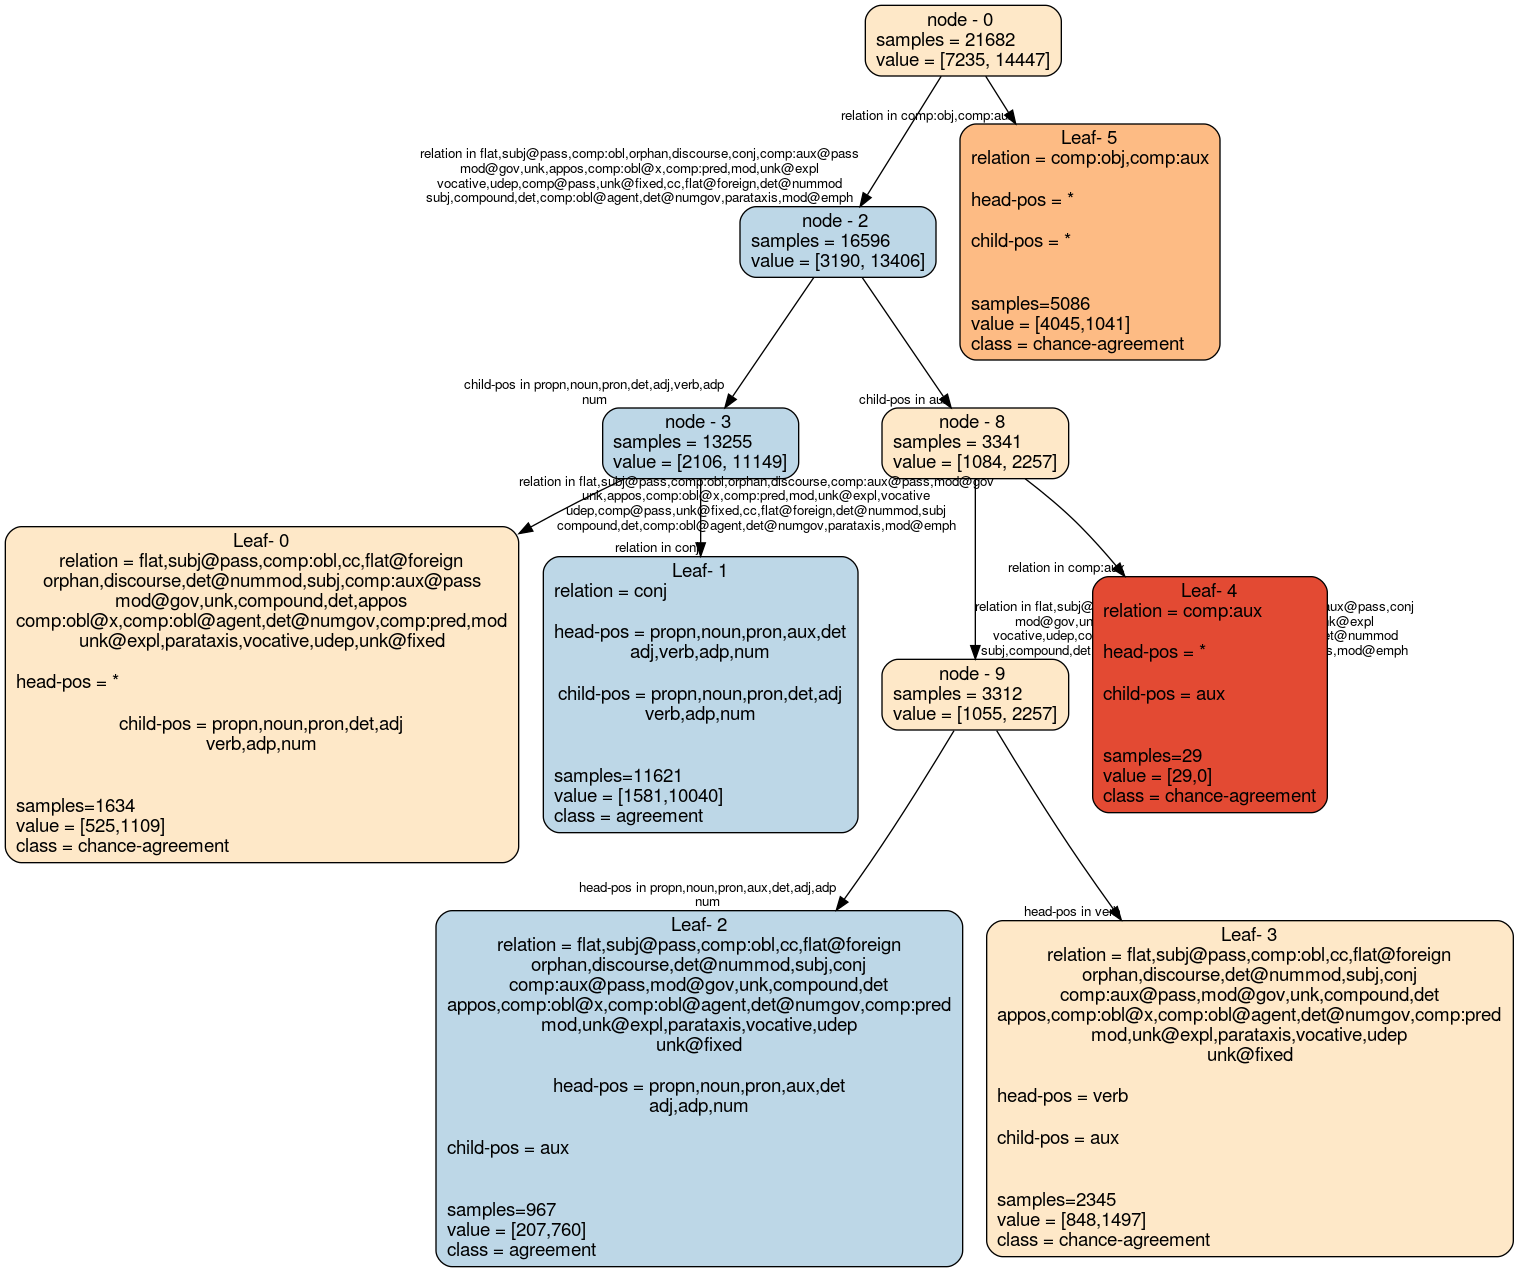 node - 0
samples = 21682
value = [7235, 14447]
relation in comp:obj,comp:aux
relation in flat,subj@pass,comp:obl,orphan,discourse,conj,comp:aux@pass
mod@gov,unk,appos,comp:obl@x,comp:pred,mod,unk@expl
vocative,udep,comp@pass,unk@fixed,cc,flat@foreign,det@nummod
subj,compound,det,comp:obl@agent,det@numgov,parataxis,mod@emph
Leaf- 5
relation = comp:obj,comp:aux
head-pos = *
child-pos = *
samples=5086
value = [4045,1041]
class = chance-agreement
node - 2
samples = 16596
value = [3190, 13406]
child-pos in propn,noun,pron,det,adj,verb,adp
num
child-pos in aux
node - 3
samples = 13255
value = [2106, 11149]
node - 8
samples = 3341
value = [1084, 2257]
relation in flat,subj@pass,comp:obl,orphan,discourse,comp:aux@pass,mod@gov
unk,appos,comp:obl@x,comp:pred,mod,unk@expl,vocative
udep,comp@pass,unk@fixed,cc,flat@foreign,det@nummod,subj
compound,det,comp:obl@agent,det@numgov,parataxis,mod@emph
relation in conj
Leaf- 0
relation = flat,subj@pass,comp:obl,cc,flat@foreign
orphan,discourse,det@nummod,subj,comp:aux@pass
mod@gov,unk,compound,det,appos
comp:obl@x,comp:obl@agent,det@numgov,comp:pred,mod
unk@expl,parataxis,vocative,udep,unk@fixed
head-pos = *
child-pos = propn,noun,pron,det,adj
verb,adp,num
samples=1634
value = [525,1109]
class = chance-agreement
Leaf- 1
relation = conj
head-pos = propn,noun,pron,aux,det
adj,verb,adp,num
child-pos = propn,noun,pron,det,adj
verb,adp,num
samples=11621
value = [1581,10040]
class = agreement
relation in comp:aux
relation in flat,subj@ aux@pass,conj
mod@gov,un nk@expl
vocative,udep,co et@nummod
subj,compound,det s,mod@emph
Leaf- 4
relation = comp:aux
head-pos = *
child-pos = aux
samples=29
value = [29,0]
class = chance-agreement
node - 9
samples = 3312
value = [1055, 2257]
head-pos in propn,noun,pron,aux,det,adj,adp
num
head-pos in verb
Leaf- 2
relation = flat,subj@pass,comp:obl,cc,flat@foreign
orphan,discourse,det@nummod,subj,conj
comp:aux@pass,mod@gov,unk,compound,det
appos,comp:obl@x,comp:obl@agent,det@numgov,comp:pred
mod,unk@expl,parataxis,vocative,udep
unk@fixed
head-pos = propn,noun,pron,aux,det
adj,adp,num
child-pos = aux
samples=967
value = [207,760]
class = agreement
Leaf- 3
relation = flat,subj@pass,comp:obl,cc,flat@foreign
orphan,discourse,det@nummod,subj,conj
comp:aux@pass,mod@gov,unk,compound,det
appos,comp:obl@x,comp:obl@agent,det@numgov,comp:pred
mod,unk@expl,parataxis,vocative,udep
unk@fixed
head-pos = verb
child-pos = aux
samples=2345
value = [848,1497]
class = chance-agreement